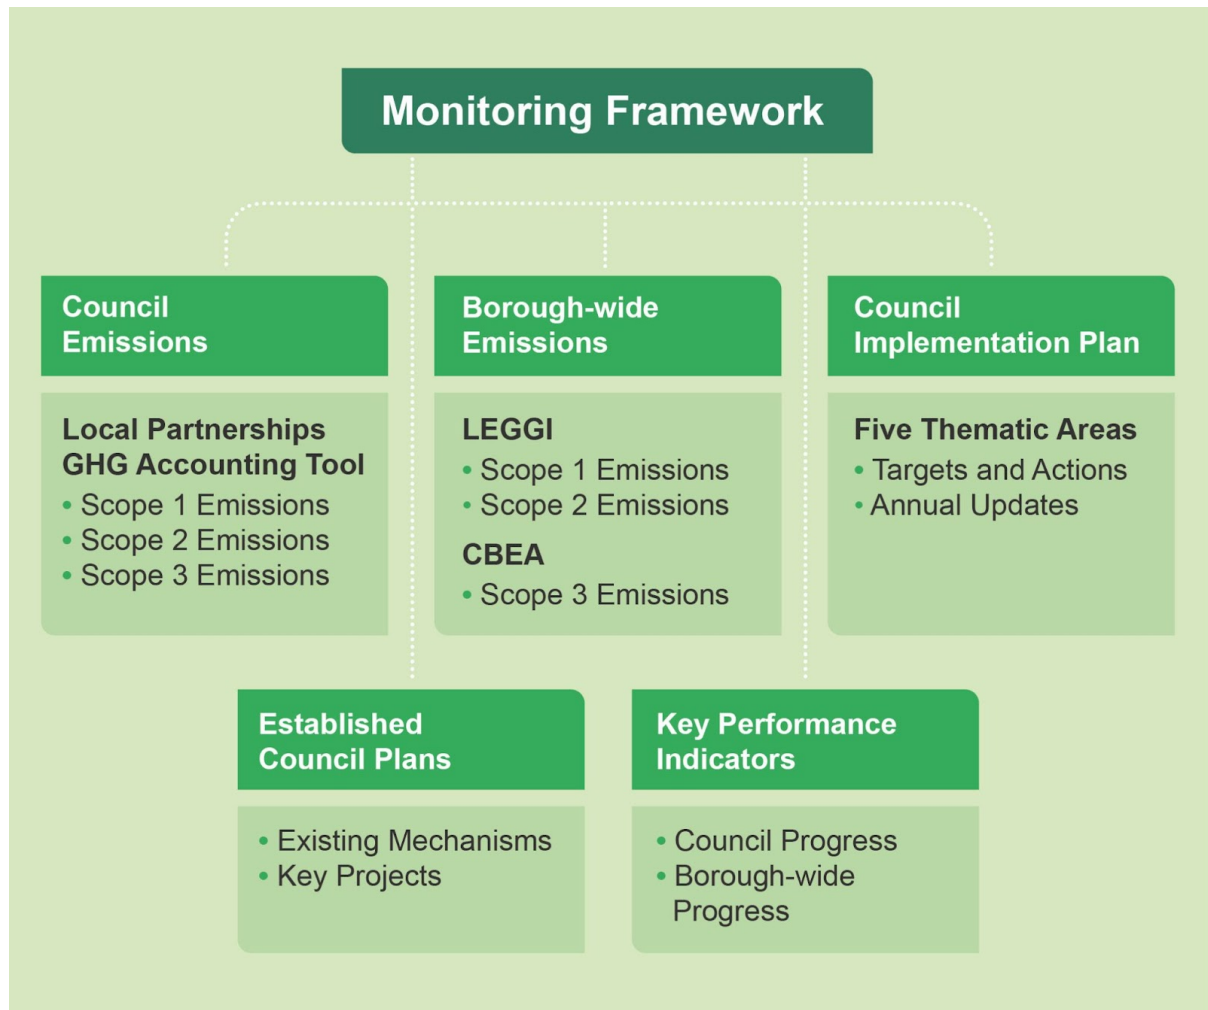 Monitoring Framework
Council
Emissions
Local Partnerships
GHG Accounting Tool
• Scope 1 Emissions
• Scope 2 Emissions
• Scope 3 Emissions
Borough-wide
Emissions
LEGGI
• Scope 1 Emissions
• Scope 2 Emissions
CBEA
• Scope 3 Emissions
Council
Implementation Plan
Five Thematic Areas
• Targets and Actions
• Annual Updates
Established
Council Plans
• Existing Mechanisms
• Key Projects
Key Performance
Indicators
• Council Progress
• Borough-wide
Progress